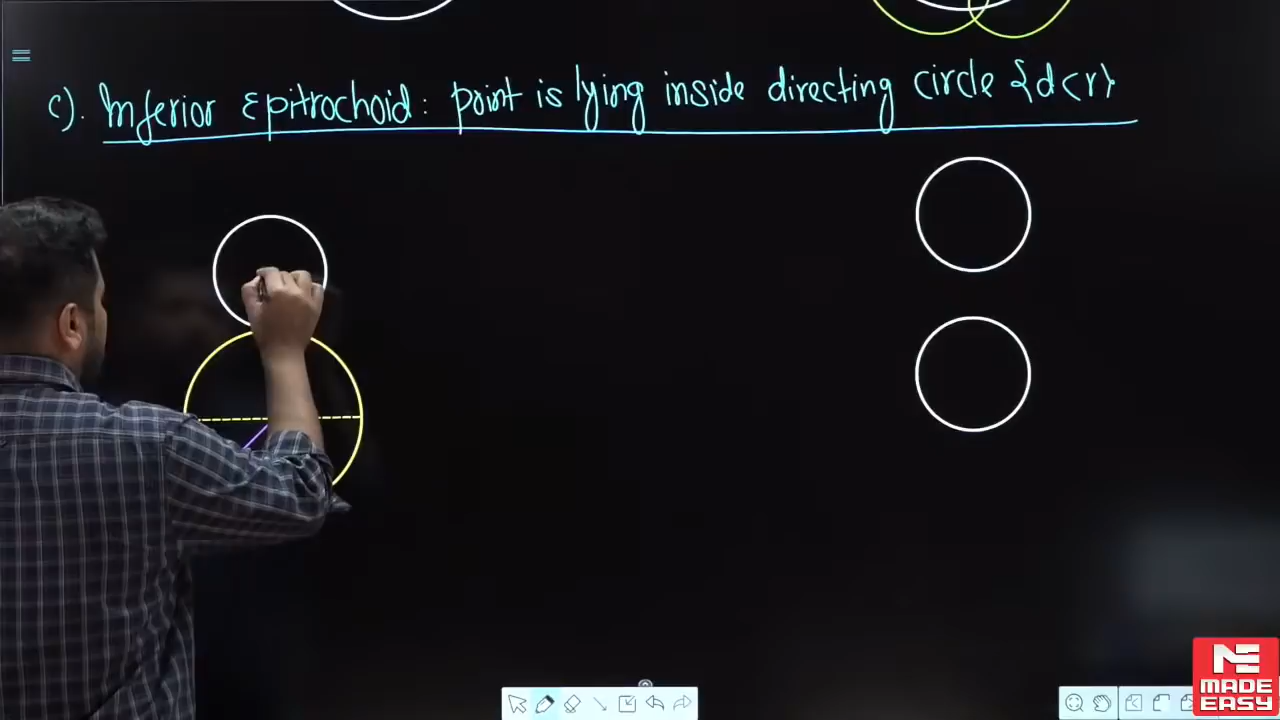 c). Inferior Epitrochoid: point is lying inside directing circle {d<r}
MADE
EASY